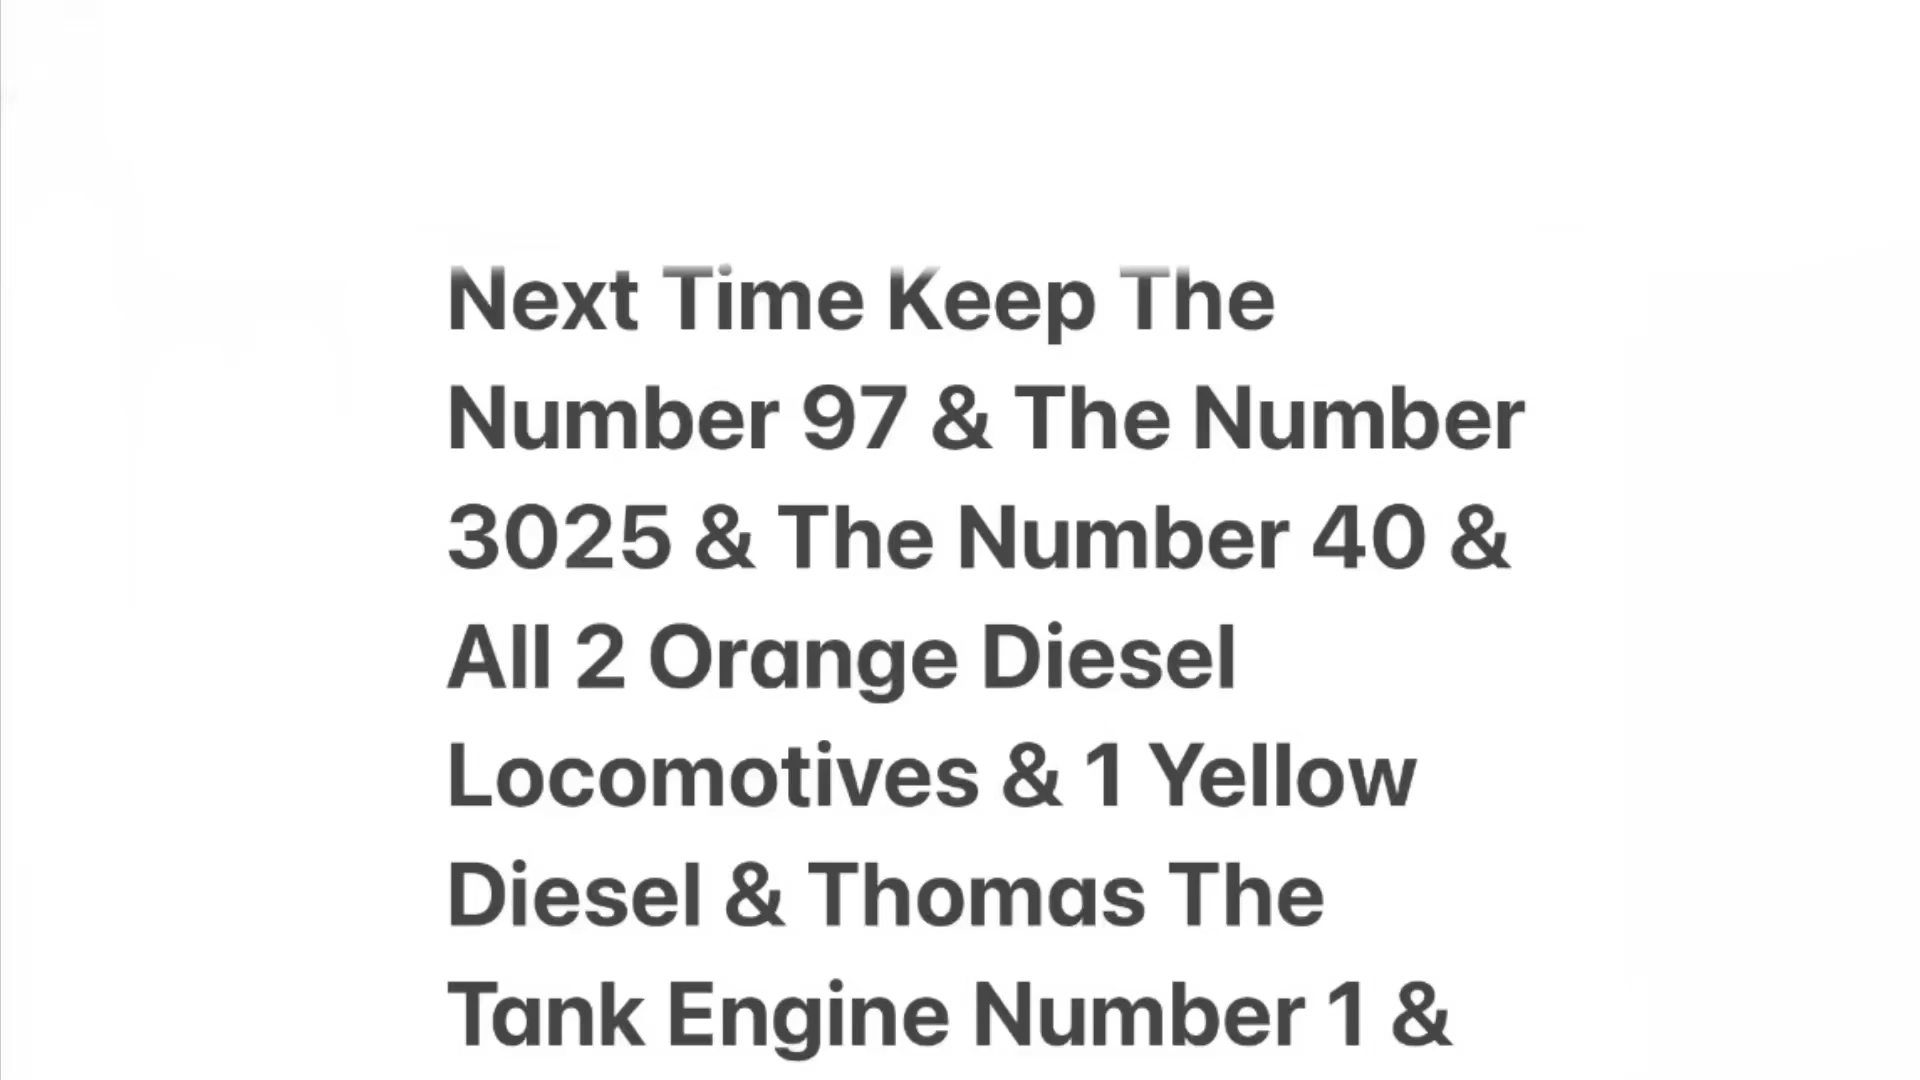 Next Time Keep The
Number 97 & The Number
3025 & The Number 40 &
All 2 Orange Diesel
Locomotives & 1 Yellow
Diesel & Thomas The
Tank Engine Number 1 &